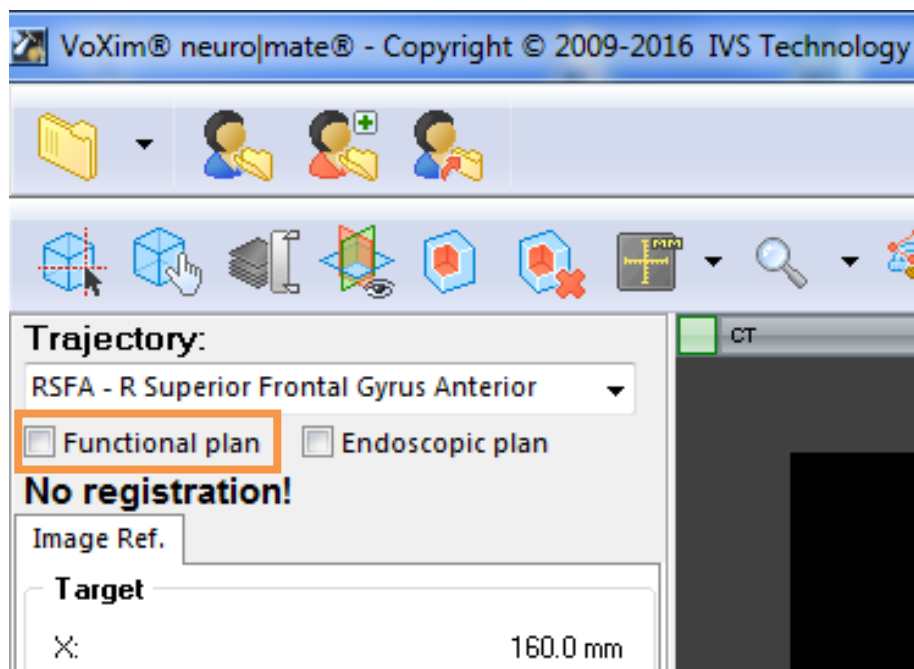 VoXim® neuro|mate® - Copyright © 2009-2016 IVS Technology
MM
Trajectory:
CT
RSFA - R Superior Frontal Gyrus Anterior
Functional plan
Endoscopic plan
No registration!
Image Ref.
Target
X:
160.0 mm